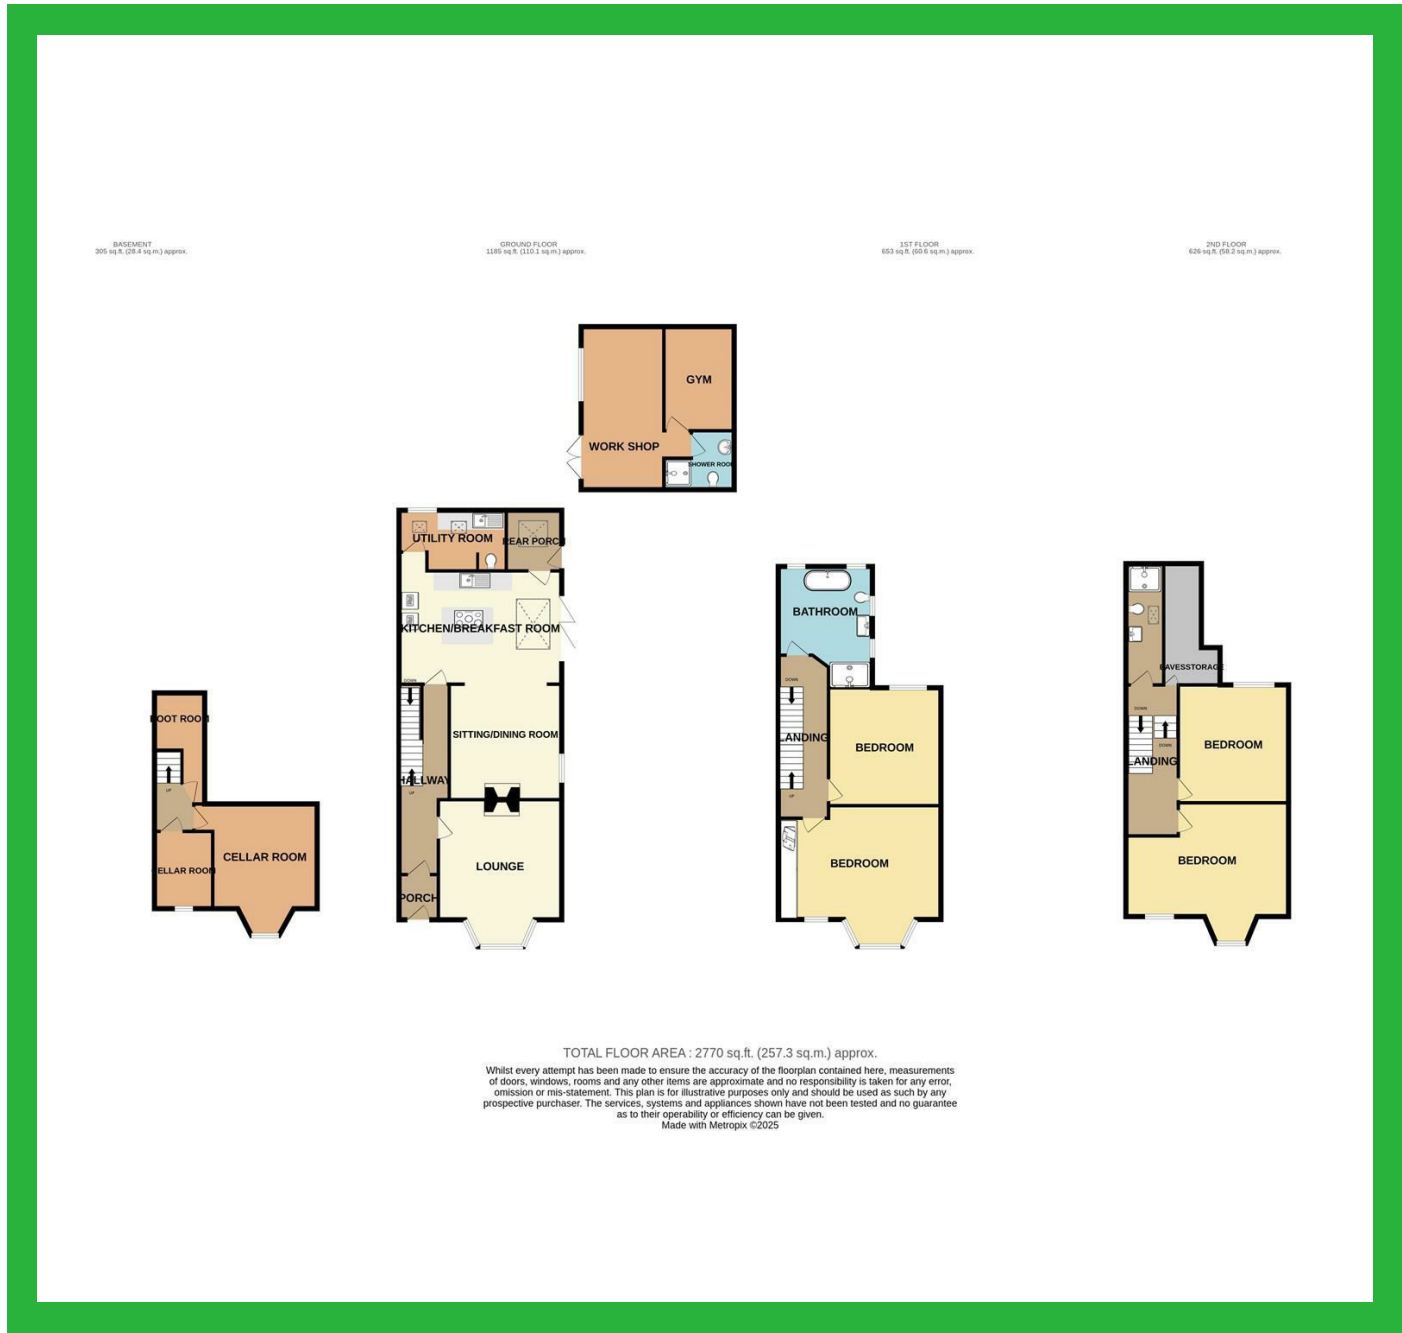 BASEMENT
305 sq.ft. (28.4 sq.m.) approx.
GROUND FLOOR
1185 sq.ft. (110.1 sq.m.) approx.
1ST FLOOR
653 sq.ft. (60.6 sq.m.) approx.
2ND FLOOR
626 sq.ft. (58.2 sq.m.) approx.
GYM
WORK SHOP
SHOWER ROOM
UTILITY ROOM
REAR PORCH
KITCHEN/BREAKFAST ROOM
DOWN
SITTING/DINING ROOM
HALLWAY
UP
LOUNGE
PORCH
BOOT ROOM
UP
CELLAR ROOM
CELLAR ROOM
BATHROOM
DOWN
LANDING
BEDROOM
UP
BEDROOM
EAVESSTORAGE
DOWN
DOWN
LANDING
BEDROOM
BEDROOM
TOTAL FLOOR AREA : 2770 sq.ft. (257.3 sq.m.) approx.
Whilst every attempt has been made to ensure the accuracy of the floorplan contained here, measurements
of doors, windows, rooms and any other items are approximate and no responsibility is taken for any error,
omission or mis-statement. This plan is for illustrative purposes only and should be used as such by any
prospective purchaser. The services, systems and appliances shown have not been tested and no guarantee
as to their operability or efficiency can be given.
Made with Metropix ©2025